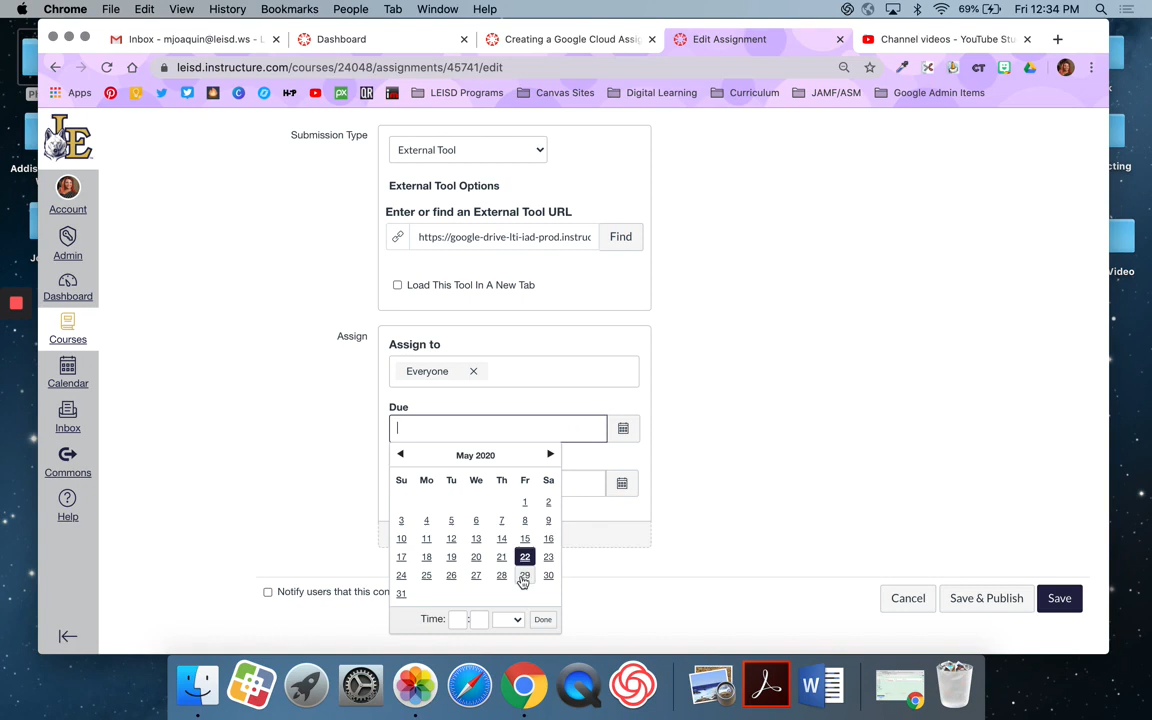 Chrome File Edit View History Bookmarks People Tab Window Help 69% Fri 12:34 PM
Inbox - mjoaquin@leisd.ws - L Dashboard Creating a Google Cloud Assig Edit Assignment Channel videos - YouTube Stu
leisd.instructure.com/courses/24048/assignments/45741/edit
Apps LEISD Programs Canvas Sites Digital Learning Curriculum JAMF/ASM Google Admin Items
LE
Account
Admin
Dashboard
Courses
Calendar
Inbox
Commons
Help
Submission Type
External Tool
External Tool Options
Enter or find an External Tool URL
https://google-drive-lti-iad-prod.instruc Find
Load This Tool In A New Tab
Assign
Assign to
Everyone
Due
May 2020
Su Mo Tu We Th Fr Sa
1 2
3 4 5 6 7 8 9
10 11 12 13 14 15 16
17 18 19 20 21 22 23
24 25 26 27 28 29 30
31
Time: : Done
Notify users that this con
Cancel Save & Publish Save
Addis
cting
Video